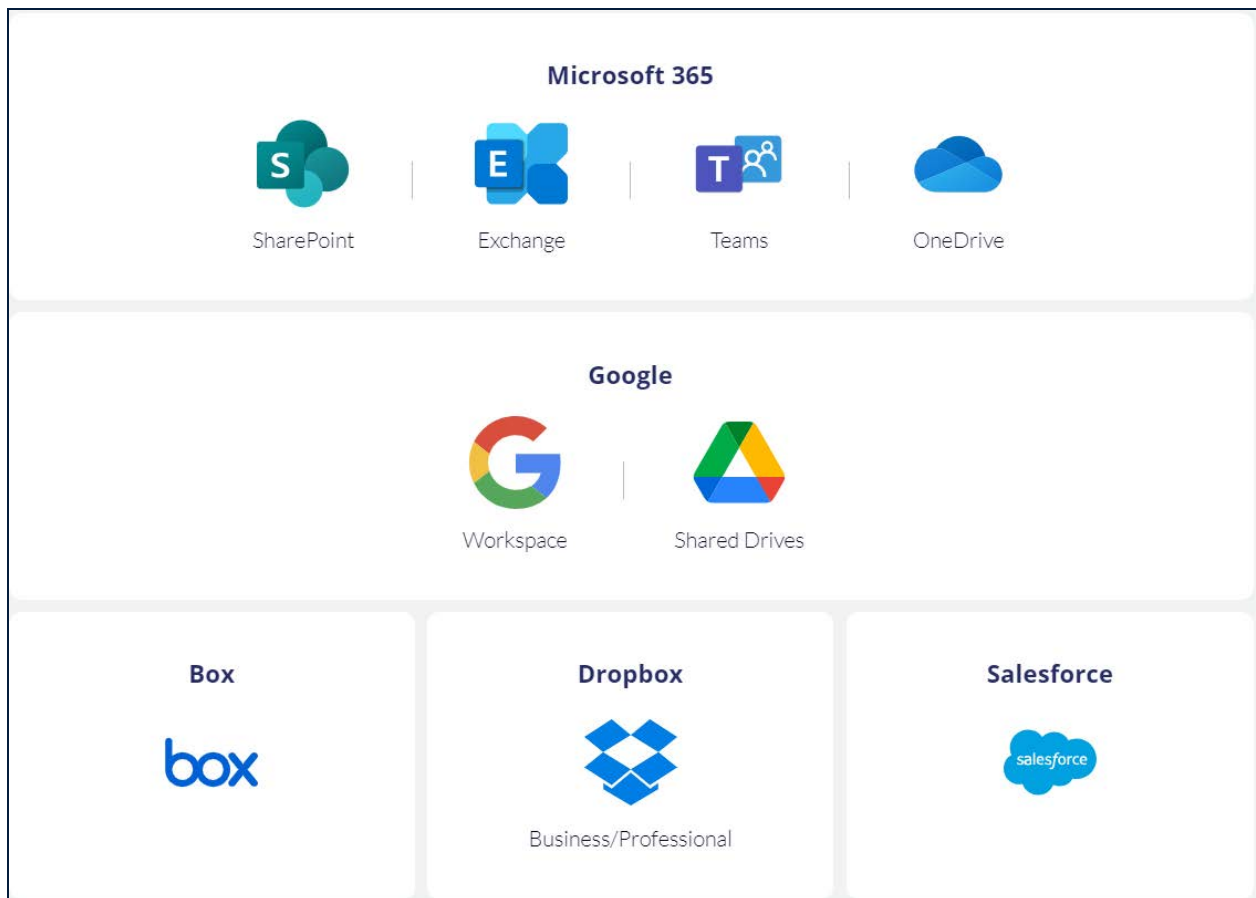 Microsoft 365
S
E
T
SharePoint
Exchange
Teams
OneDrive
Google
Workspace
Shared Drives
Box
Dropbox
Salesforce
box
salesforce
Business/Professional